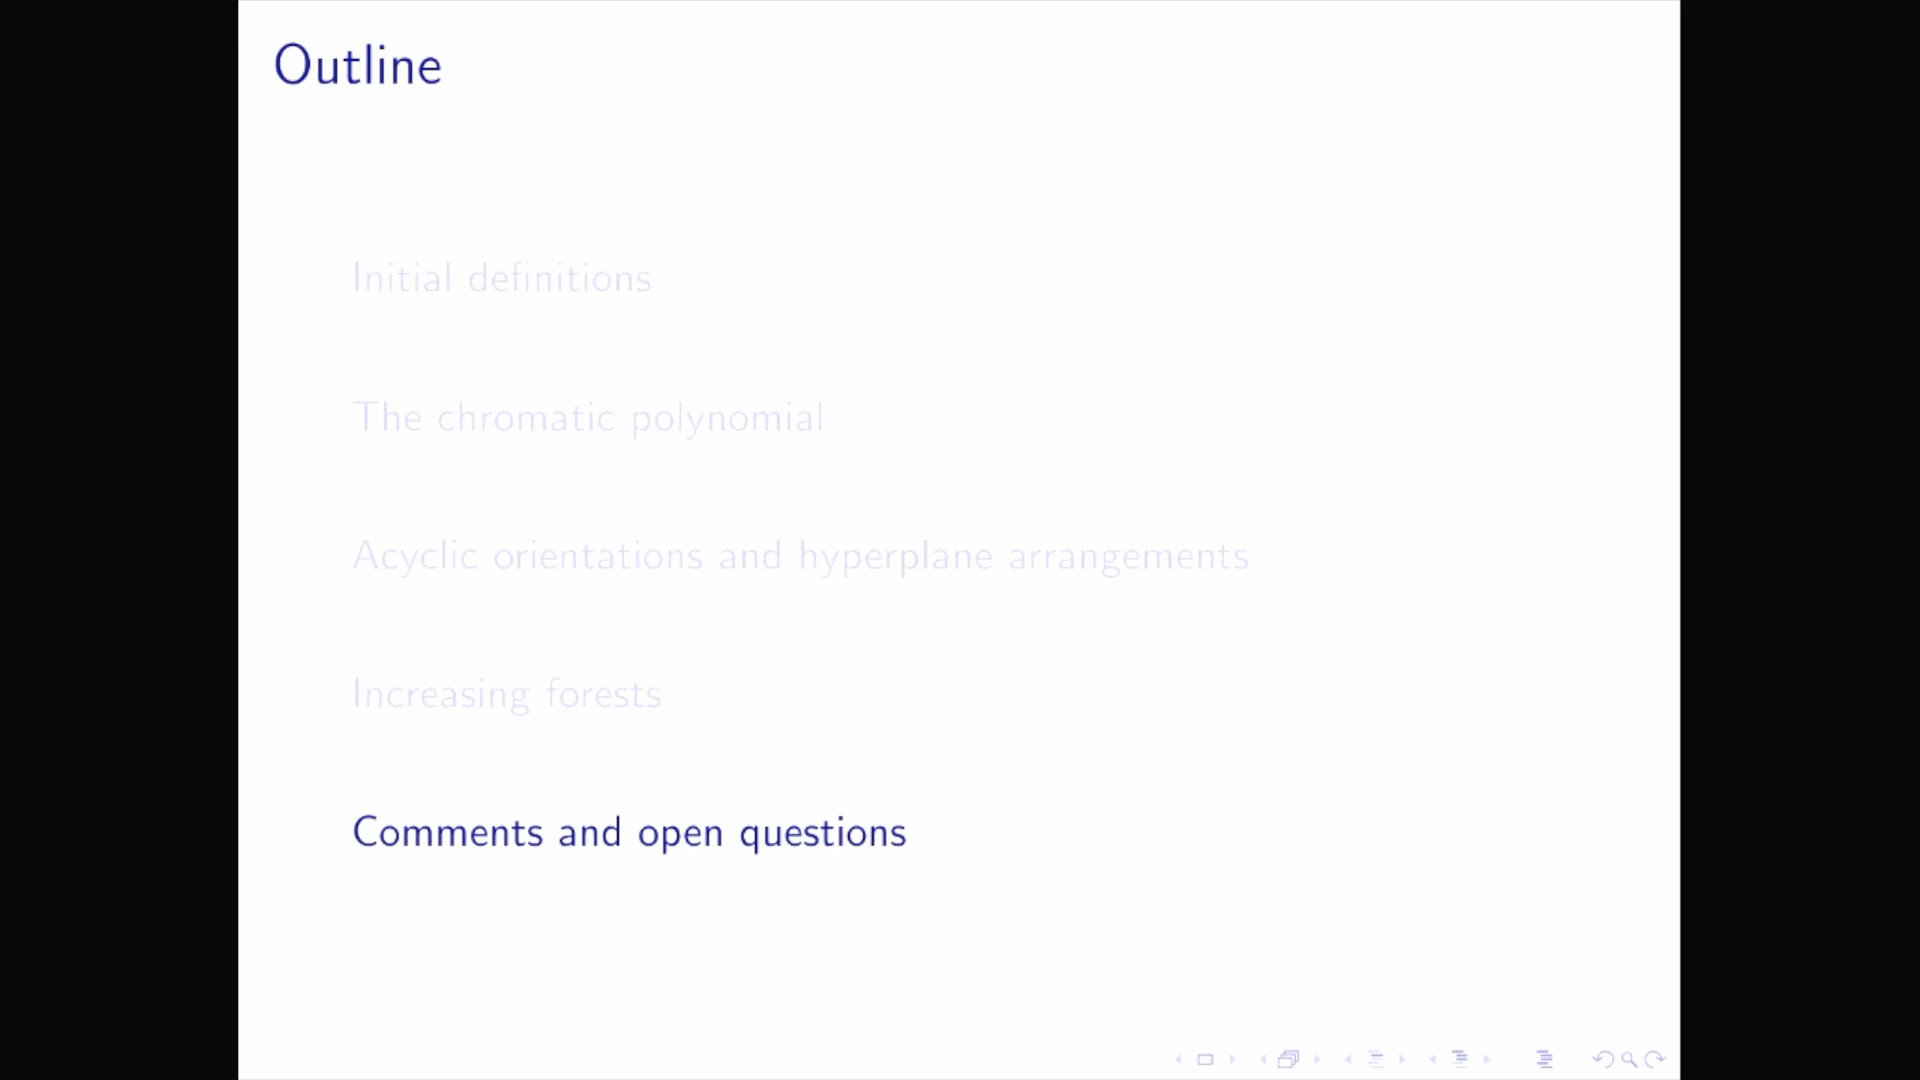 Outline
Initial definitions
The chromatic polynomial
Acyclic orientations and hyperplane arrangements
Increasing forests
Comments and open questions